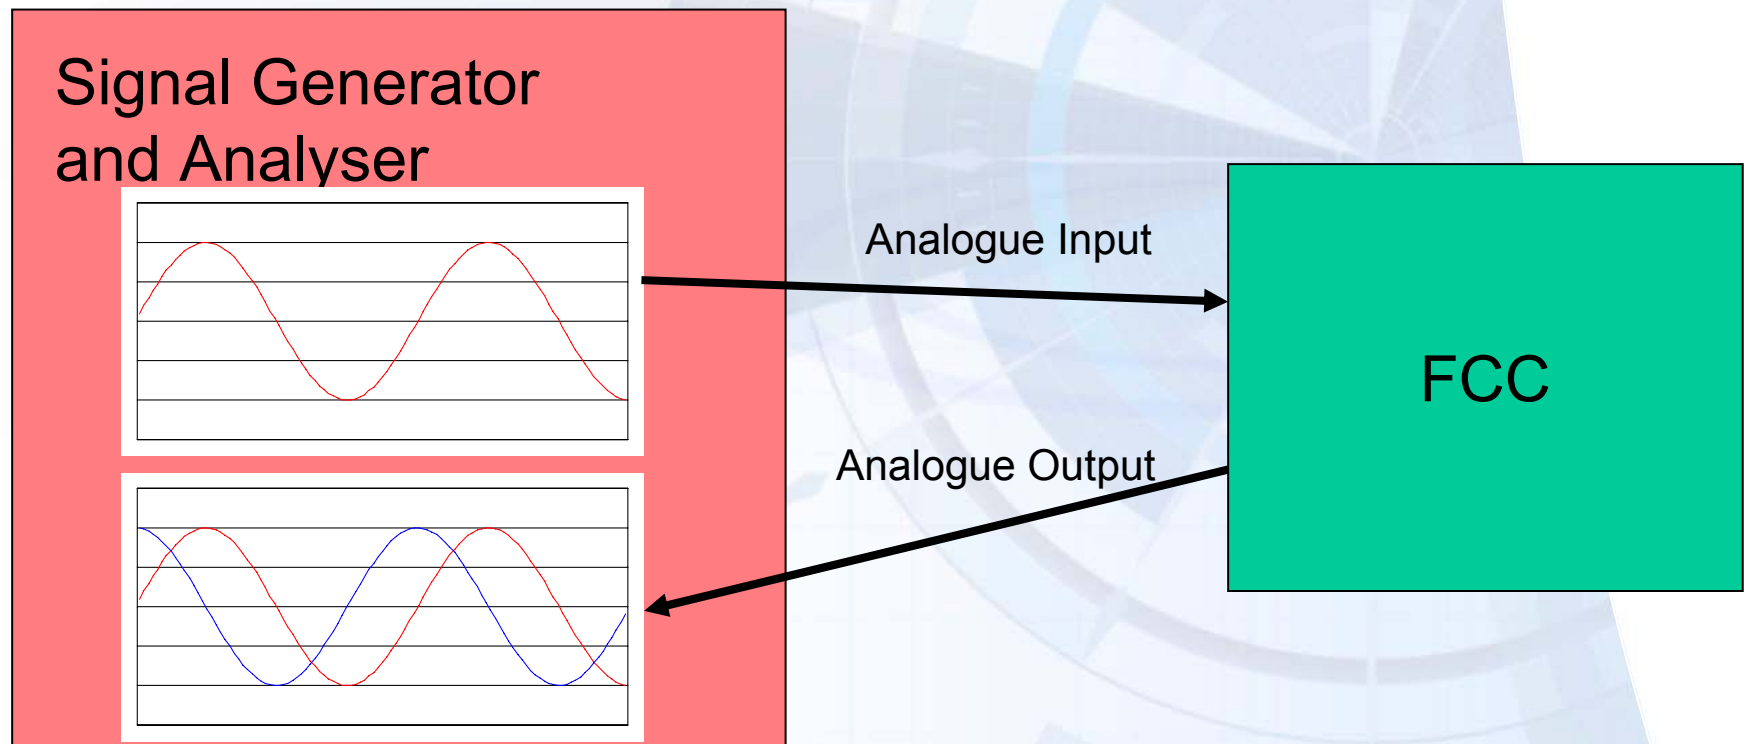 Signal Generator
and Analyser
Analogue Input
FCC
Analogue Output